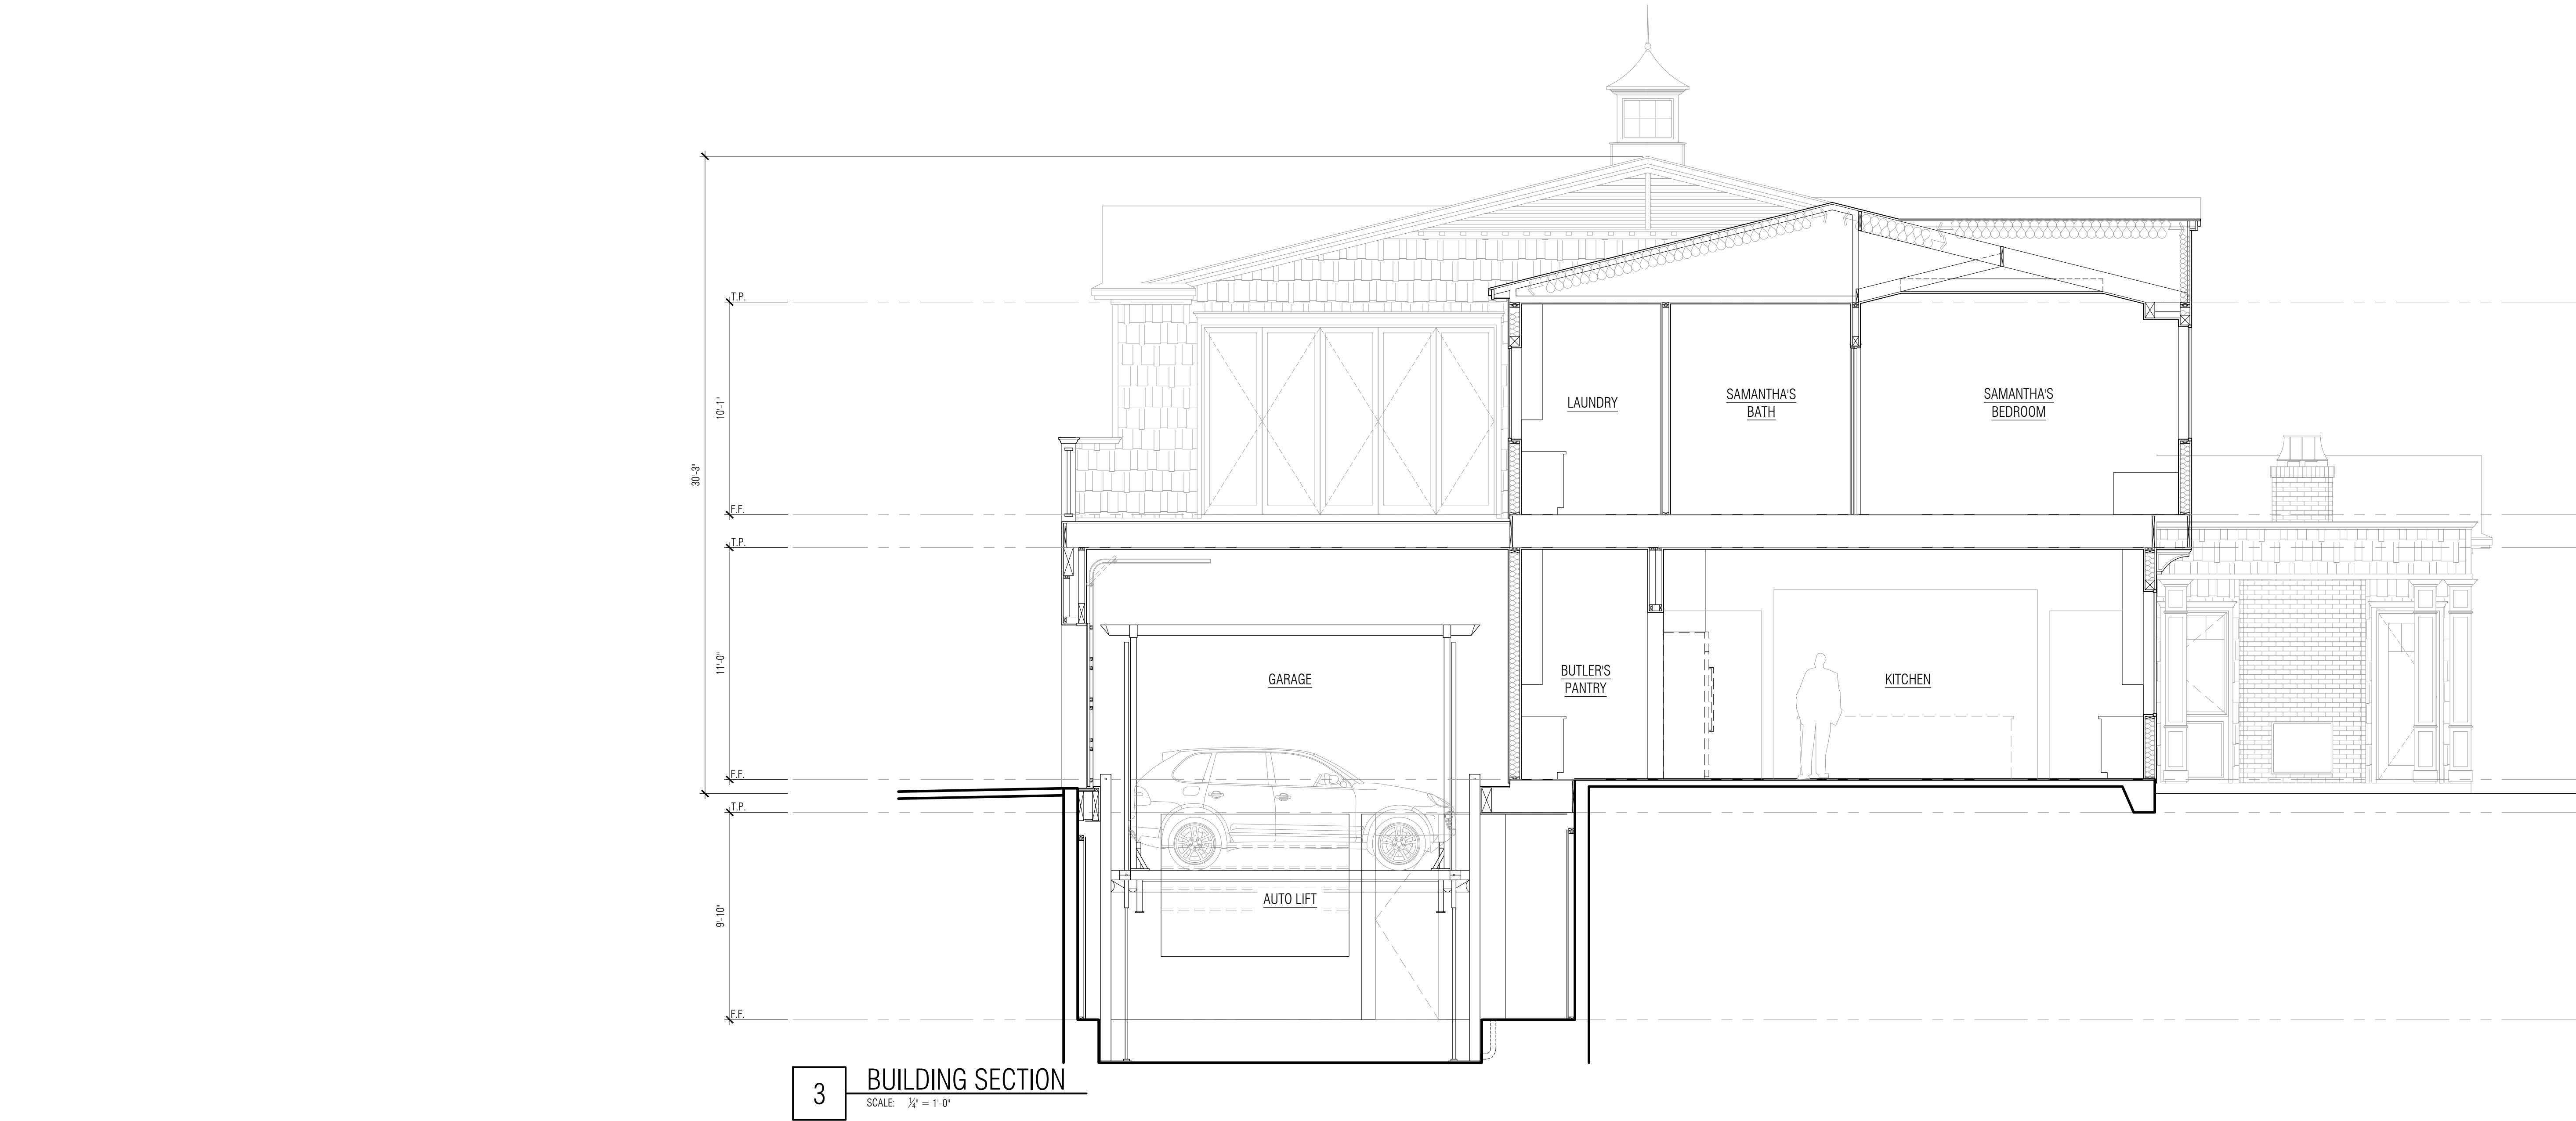 T.P.
10'-1"
LAUNDRY
SAMANTHA'S
BATH
SAMANTHA'S
BEDROOM
30'-3"
F.F.
T.P.
11'-0"
GARAGE
BUTLER'S
PANTRY
KITCHEN
F.F.
T.P.
9'-10"
AUTO LIFT
F.F.
3
BUILDING SECTION
SCALE: 1/4" = 1'-0"